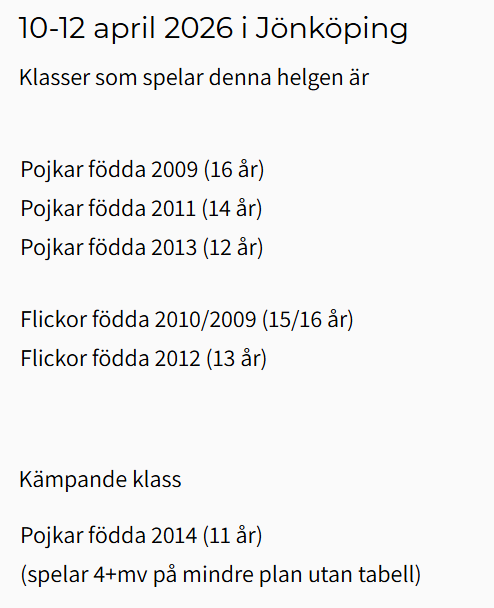 10-12 april 2026 i Jönköping
Klasser som spelar denna helgen är
Pojkar födda 2009 (16 år)
Pojkar födda 2011 (14 år)
Pojkar födda 2013 (12 år)
Flickor födda 2010/2009 (15/16 år)
Flickor födda 2012 (13 år)
Kämpande klass
Pojkar födda 2014 (11 år)
(spelar 4+mv på mindre plan utan tabell)